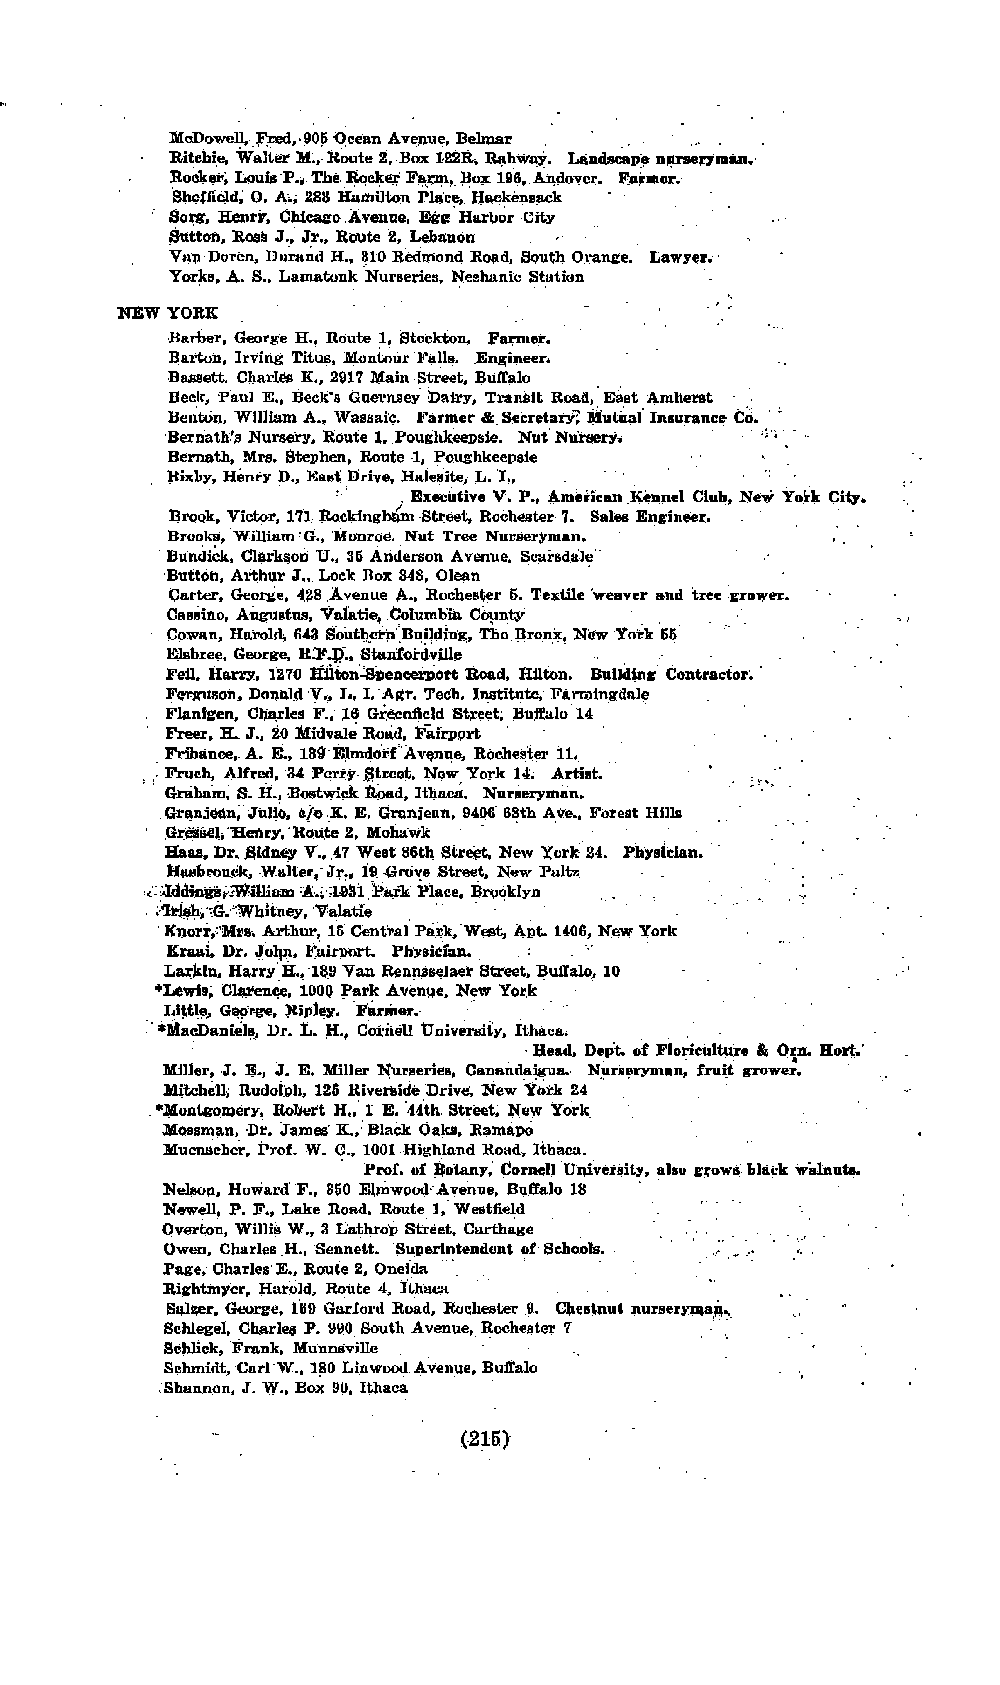 McDowell, Fred, 905 Ocean Avenue, Belmar
Ritchie, Walter M., Route 2, Box 122R, Rahway. Landscape nurseryman.
Rocker, Louis P., The Rocker Farm, Box 196, Andover. Farmer.
Sheffield, O. A., 288 Hamilton Place, Hackensack
Sorg, Henry, Chicago Avenue, Egg Harbor City
Sutton, Ross J., Jr., Route 2, Lebanon
Van Doren, Durand H., 310 Redmond Road, South Orange. Lawyer.
Yorks, A. S., Lamatonk Nurseries, Neshanic Station
NEW YORK
Barber, George H., Route 1, Stockton. Farmer.
Barton, Irving Titus, Montour Falls. Engineer.
Bassett, Charles K., 2917 Main Street, Buffalo
Beck, Paul E., Beck's Guernsey Dairy, Transit Road, East Amherst
Benton, William A., Wassaic. Farmer & Secretary, Mutual Insurance Co.
Bernath's Nursery, Route 1, Poughkeepsie. Nut Nursery.
Bernath, Mrs. Stephen, Route 1, Poughkeepsie
Bixby, Henry D., East Drive, Halesite, L. I.,
Executive V. P., American Kennel Club, New York City.
Brook, Victor, 171 Rockingham Street, Rochester 7. Sales Engineer.
Brooks, William G., Monroe. Nut Tree Nurseryman.
Bundick, Clarkson U., 35 Anderson Avenue, Scarsdale
Button, Arthur J., Lock Box 348, Olean
Carter, George, 428 Avenue A., Rochester 5. Textile weaver and tree grower.
Cassino, Augustus, Valatie, Columbia County
Cowan, Harold, 643 Southern Building, The Bronx, New York 55
Elsbree, George, R.F.D., Stanfordville
Feil, Harry, 1270 Hilton-Spencerport Road, Hilton. Building Contractor.
Ferguson, Donald V., L. I. Agr. Tech. Institute, Farmingdale
Flanigen, Charles F., 16 Greenfield Street, Buffalo 14
Freer, H. J., 20 Midvale Road, Fairport
Fribance, A. E., 139 Elmdorf Avenue, Rochester 11.
Fruch, Alfred, 34 Perry Street, New York 14. Artist.
Graham, S. H., Bostwick Road, Ithaca. Nurseryman.
Granjean, Julio, c/o K. E. Granjean, 9406 68th Ave., Forest Hills
Gressel, Henry, Route 2, Mohawk
Haas, Dr. Sidney V., 47 West 86th Street, New York 24. Physician.
Hasbrouck, Walter, Jr., 19 Grove Street, New Paltz
Iddings, William A., 1931 Park Place, Brooklyn
Irish, G. Whitney, Valatie
Knorr, Mrs. Arthur, 15 Central Park, West, Apt. 1406, New York
Kraai, Dr. John, Fairport. Physician.
Larkin, Harry H., 189 Van Rennsselaer Street, Buffalo, 10
*Lewis, Clarence, 1000 Park Avenue, New York
Little, George, Ripley. Farmer.
*MacDaniels, Dr. L. H., Cornell University, Ithaca.
Head, Dept. of Floriculture & Orn. Hort.
Miller, J. E., J. E. Miller Nurseries, Canandaigua. Nurseryman, fruit grower.
Mitchell, Rudolph, 125 Riverside Drive, New York 24
*Montgomery, Robert H., 1 E. 44th Street, New York
Mossman, Dr. James K., Black Oaks, Ramapo
Muenscher, Prof. W. C., 1001 Highland Road, Ithaca.
Prof. of Botany, Cornell University, also grows black walnuts.
Nelson, Howard F., 350 Elmwood Avenue, Buffalo 18
Newell, P. F., Lake Road, Route 1, Westfield
Overton, Willis W., 3 Lathrop Street, Carthage
Owen, Charles H., Sennett. Superintendent of Schools.
Page, Charles E., Route 2, Oneida
Rightmyer, Harold, Route 4, Ithaca
Salzer, George, 169 Garford Road, Rochester 9. Chestnut nurseryman.
Schlegel, Charles P. 990 South Avenue, Rochester 7
Schlick, Frank, Munnsville
Schmidt, Carl W., 180 Linwood Avenue, Buffalo
Shannon, J. W., Box 90, Ithaca
(215)